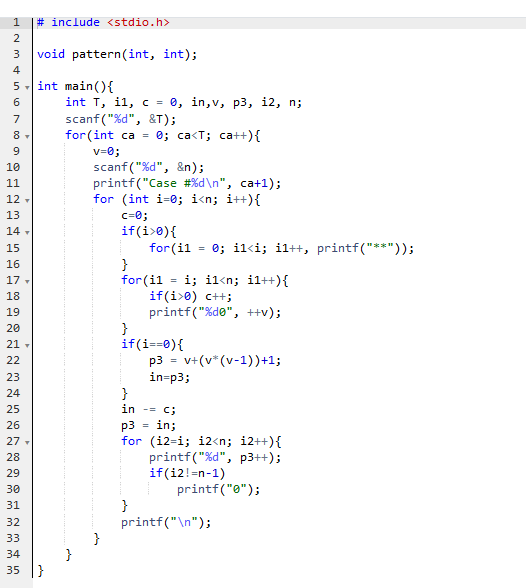 1 # include <stdio.h>
2
3 void pattern(int, int);
4
5 int main(){
6     int T, i1, c = 0, in,v, p3, i2, n;
7     scanf("%d", &T);
8     for(int ca = 0; ca<T; ca++){
9         v=0;
10         scanf("%d", &n);
11         printf("Case #%d\n", ca+1);
12         for (int i=0; i<n; i++){
13             c=0;
14             if(i>0){
15                 for(i1 = 0; i1<i; i1++, printf("**"));
16             }
17             for(i1 = i; i1<n; i1++){
18                 if(i>0) c++;
19                 printf("%d0", ++v);
20             }
21             if(i==0){
22                 p3 = v+(v*(v-1))+1;
23                 in=p3;
24             }
25             in -= c;
26             p3 = in;
27             for (i2=i; i2<n; i2++){
28                 printf("%d", p3++);
29                 if(i2!=n-1)
30                     printf("0");
31             }
32             printf("\n");
33         }
34     }
35 }